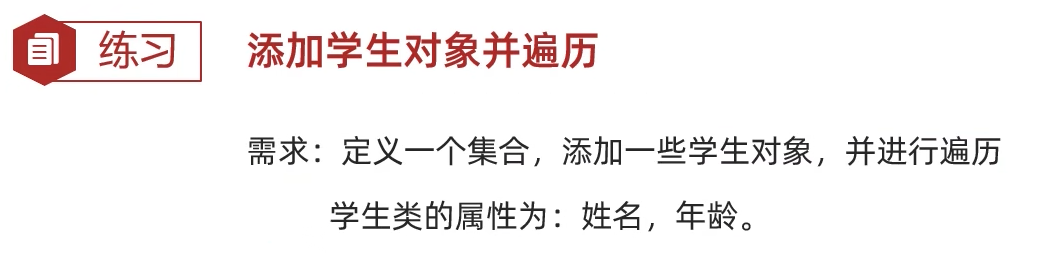 练习
添加学生对象并遍历
需求：定义一个集合，添加一些学生对象，并进行遍历
学生类的属性为：姓名，年龄。